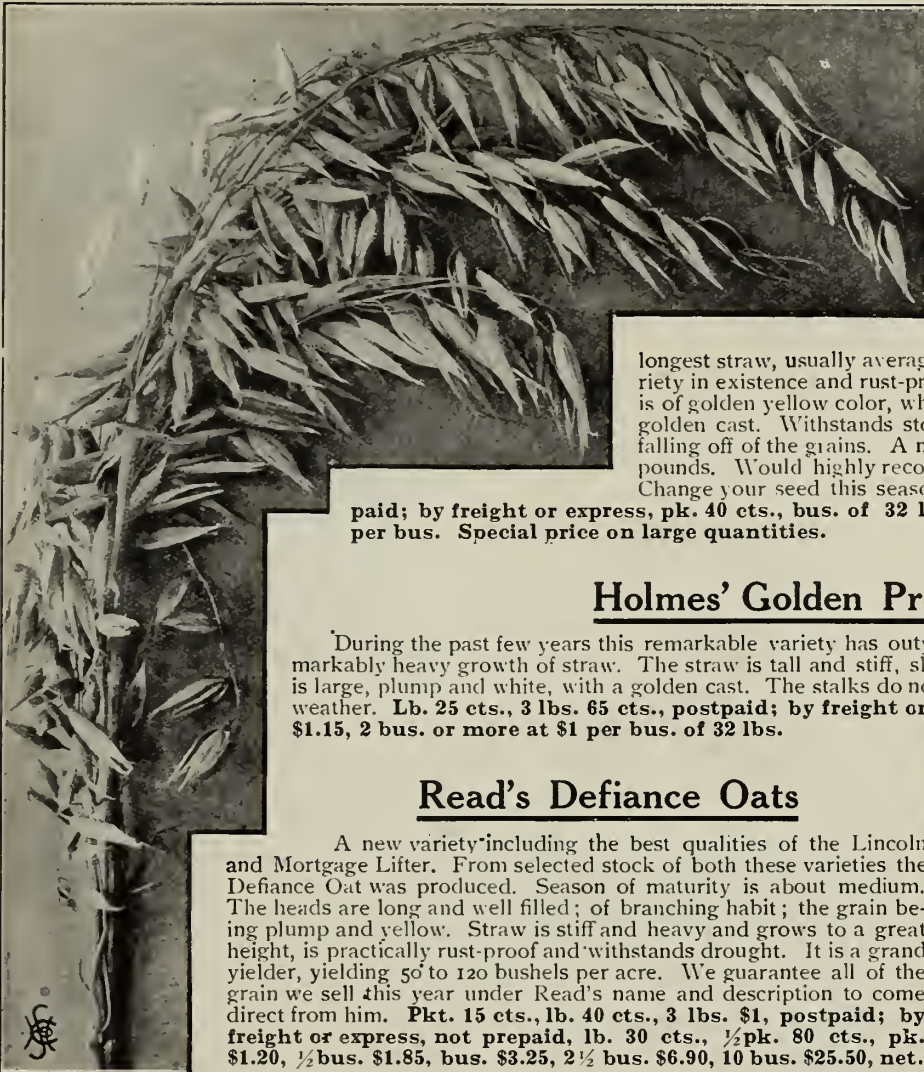 longest straw, usually averag
riety in existence and rust-pr
is of golden yellow color, wh
golden cast. Withstands sto
falling off of the grains. A n
pounds. Would highly reco
Change your seed this seaso
paid; by freight or express, pk. 40 cts., bus. of 32 l
per bus. Special price on large quantities.
Holmes' Golden Pr
During the past few years this remarkable variety has out
markably heavy growth of straw. The straw is tall and stiff, sl
is large, plump and white, with a golden cast. The stalks do no
weather. Lb. 25 cts., 3 lbs. 65 cts., postpaid; by freight or
$1.15, 2 bus. or more at $1 per bus. of 32 lbs.
Read's Defiance Oats
A new variety including the best qualities of the Lincoln
and Mortgage Lifter. From selected stock of both these varieties the
Defiance Oat was produced. Season of maturity is about medium.
The heads are long and well filled; of branching habit; the grain be-
ing plump and yellow. Straw is stiff and heavy and grows to a great
height, is practically rust-proof and withstands drought. It is a grand
yielder, yielding 50 to 120 bushels per acre. We guarantee all of the
grain we sell this year under Read's name and description to come
direct from him. Pkt. 15 cts., lb. 40 cts., 3 lbs. $1, postpaid; by
freight or express, not prepaid, lb. 30 cts., ½pk. 80 cts., pk.
$1.20, ½bus. $1.85, bus. $3.25, 2½ bus. $6.90, 10 bus. $25.50, net.